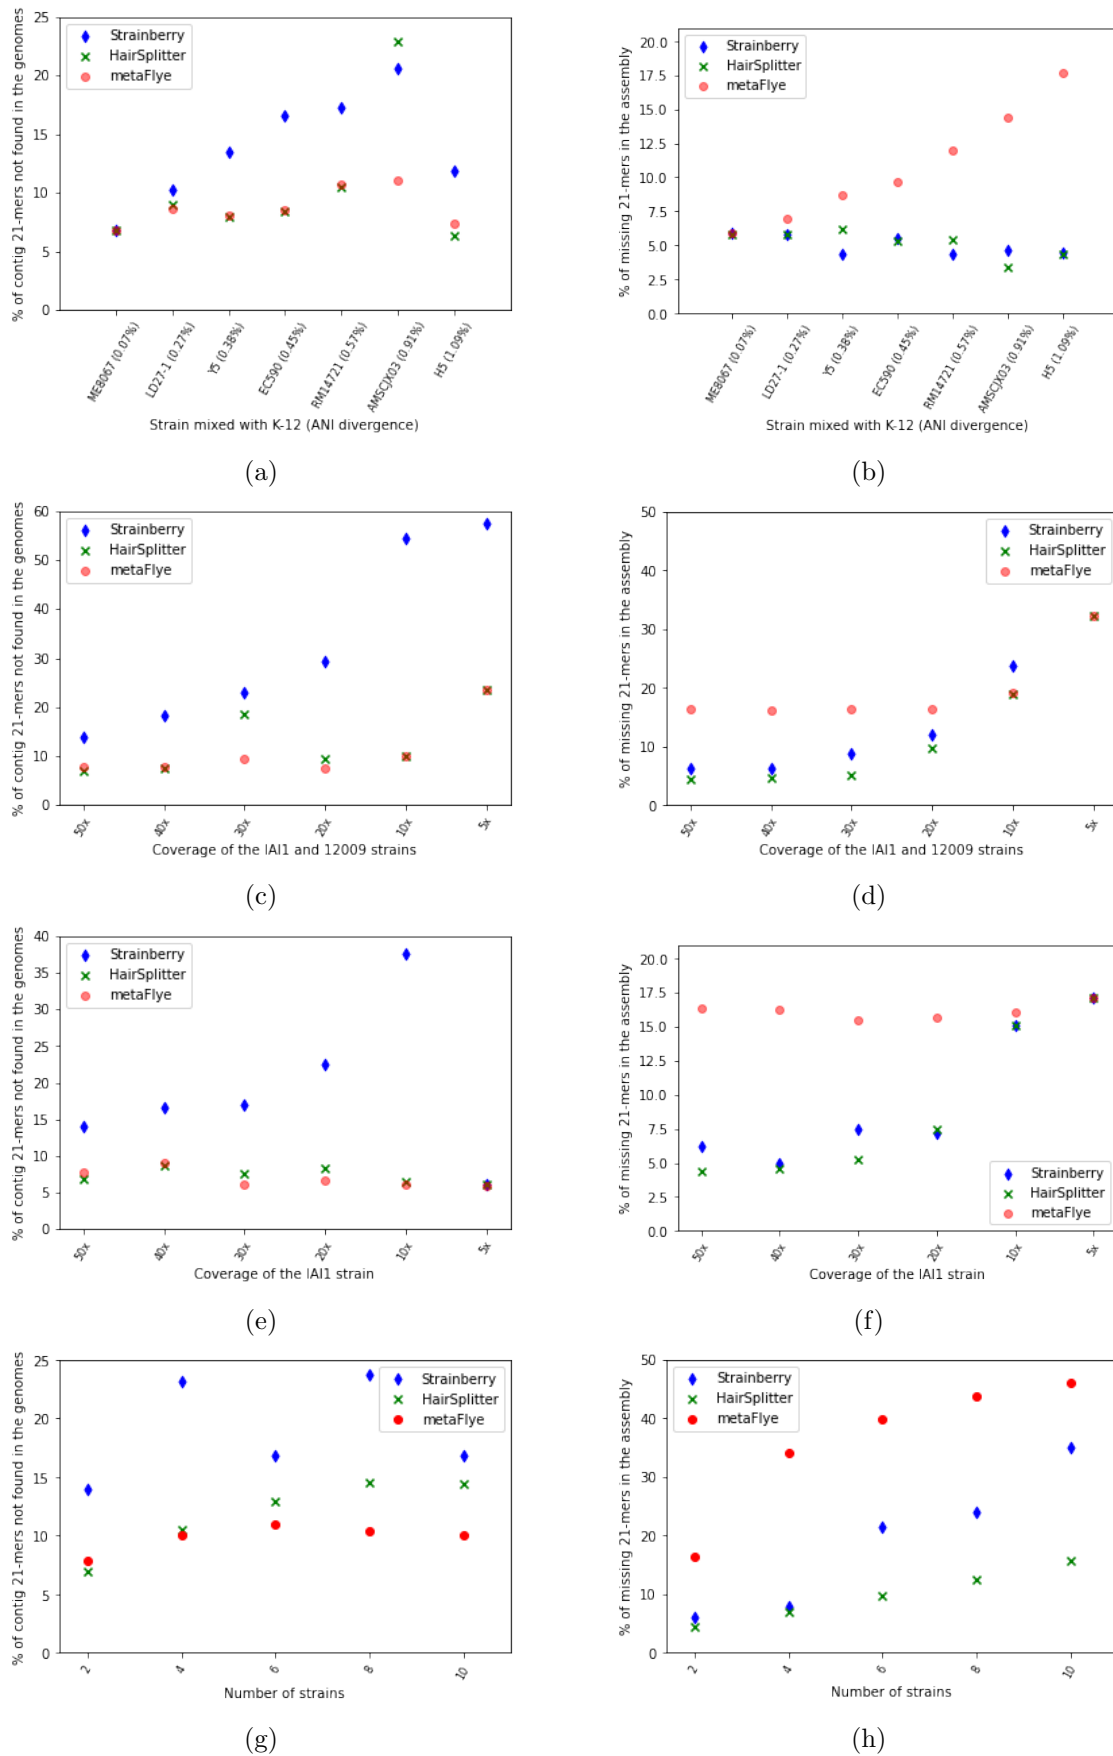 % of contig 21-mers not found in the genomes
25
20
15
10
5
0
Strainberry
HairSplitter
metaFlye
ME8067 (0.07%)
LD27-1 (0.27%)
Y5 (0.38%)
EC590 (0.45%)
RM14721 (0.57%)
AMSCJX03 (0.91%)
H5 (1.09%)
Strain mixed with K-12 (ANI divergence)
(a)
% of missing 21-mers in the assembly
20.0
17.5
15.0
12.5
10.0
7.5
5.0
2.5
0.0
Strainberry
HairSplitter
metaFlye
ME8067 (0.07%)
LD27-1 (0.27%)
Y5 (0.38%)
EC590 (0.45%)
RM14721 (0.57%)
AMSCJX03 (0.91%)
H5 (1.09%)
Strain mixed with K-12 (ANI divergence)
(b)
% of contig 21-mers not found in the genomes
60
50
40
30
20
10
0
Strainberry
HairSplitter
metaFlye
50x
40x
30x
20x
10x
5x
Coverage of the IAI1 and 12009 strains
(c)
% of missing 21-mers in the assembly
50
40
30
20
10
0
Strainberry
HairSplitter
metaFlye
50x
40x
30x
20x
10x
5x
Coverage of the IAI1 and 12009 strains
(d)
% of contig 21-mers not found in the genomes
40
35
30
25
20
15
10
5
0
Strainberry
HairSplitter
metaFlye
50x
40x
30x
20x
10x
5x
Coverage of the IAI1 strain
(e)
% of missing 21-mers in the assembly
20.0
17.5
15.0
12.5
10.0
7.5
5.0
2.5
0.0
Strainberry
HairSplitter
metaFlye
50x
40x
30x
20x
10x
5x
Coverage of the IAI1 strain
(f)
% of contig 21-mers not found in the genomes
25
20
15
10
5
0
Strainberry
HairSplitter
metaFlye
2
4
6
8
10
Number of strains
(g)
% of missing 21-mers in the assembly
50
40
30
20
10
0
Strainberry
HairSplitter
metaFlye
2
4
6
8
10
Number of strains
(h)